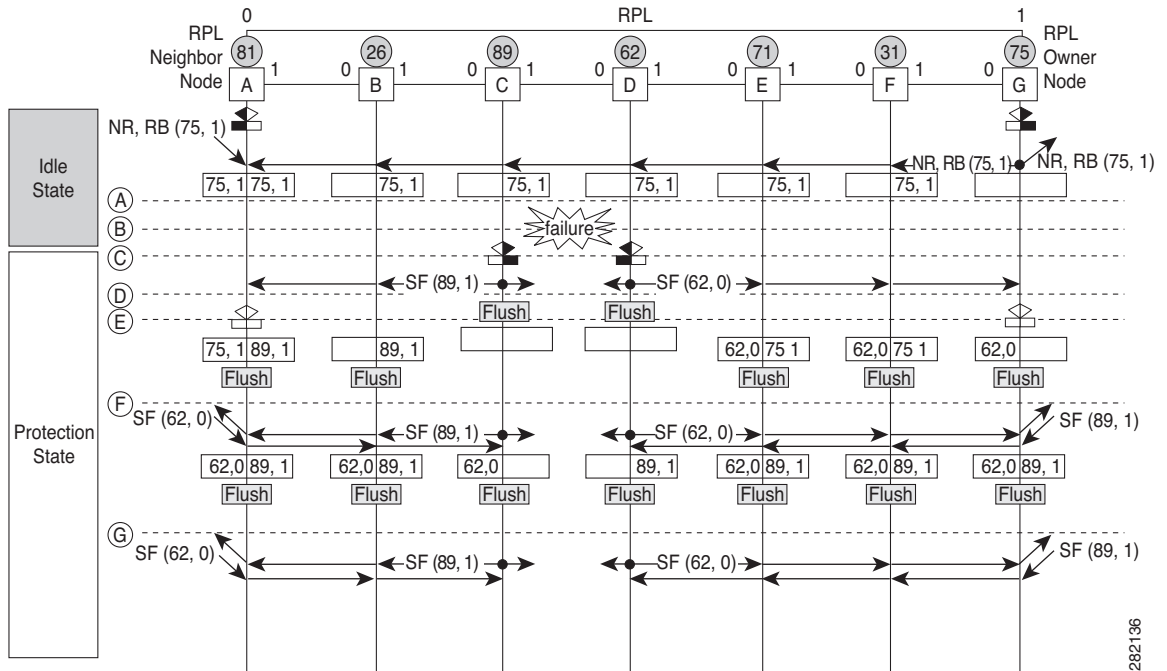 0 RPL 1
RPL Neighbor Node
81 26 89 62 71 31 75
RPL Owner Node
A 1 0 B 1 0 C 1 0 D 1 0 E 1 0 F 1 0 G
Idle State
NR, RB (75, 1)
NR, RB (75, 1)
NR, RB (75, 1)
75, 1 75, 1
75, 1
75, 1
75, 1
75, 1
75, 1
A
B
failure
C
SF (89, 1)
SF (62, 0)
D
Flush
Flush
E
75, 1 89, 1
89, 1
62,0 75 1
62,0 75 1
62,0
Flush
Flush
Flush
Flush
Flush
Protection State
F
SF (62, 0)
SF (89, 1)
SF (62, 0)
SF (89, 1)
62,0 89, 1
62,0 89, 1
62,0
89, 1
62,0 89, 1
62,0 89, 1
62,0 89, 1
Flush
Flush
Flush
Flush
Flush
Flush
Flush
G
SF (62, 0)
SF (89, 1)
SF (62, 0)
SF (89, 1)
282136